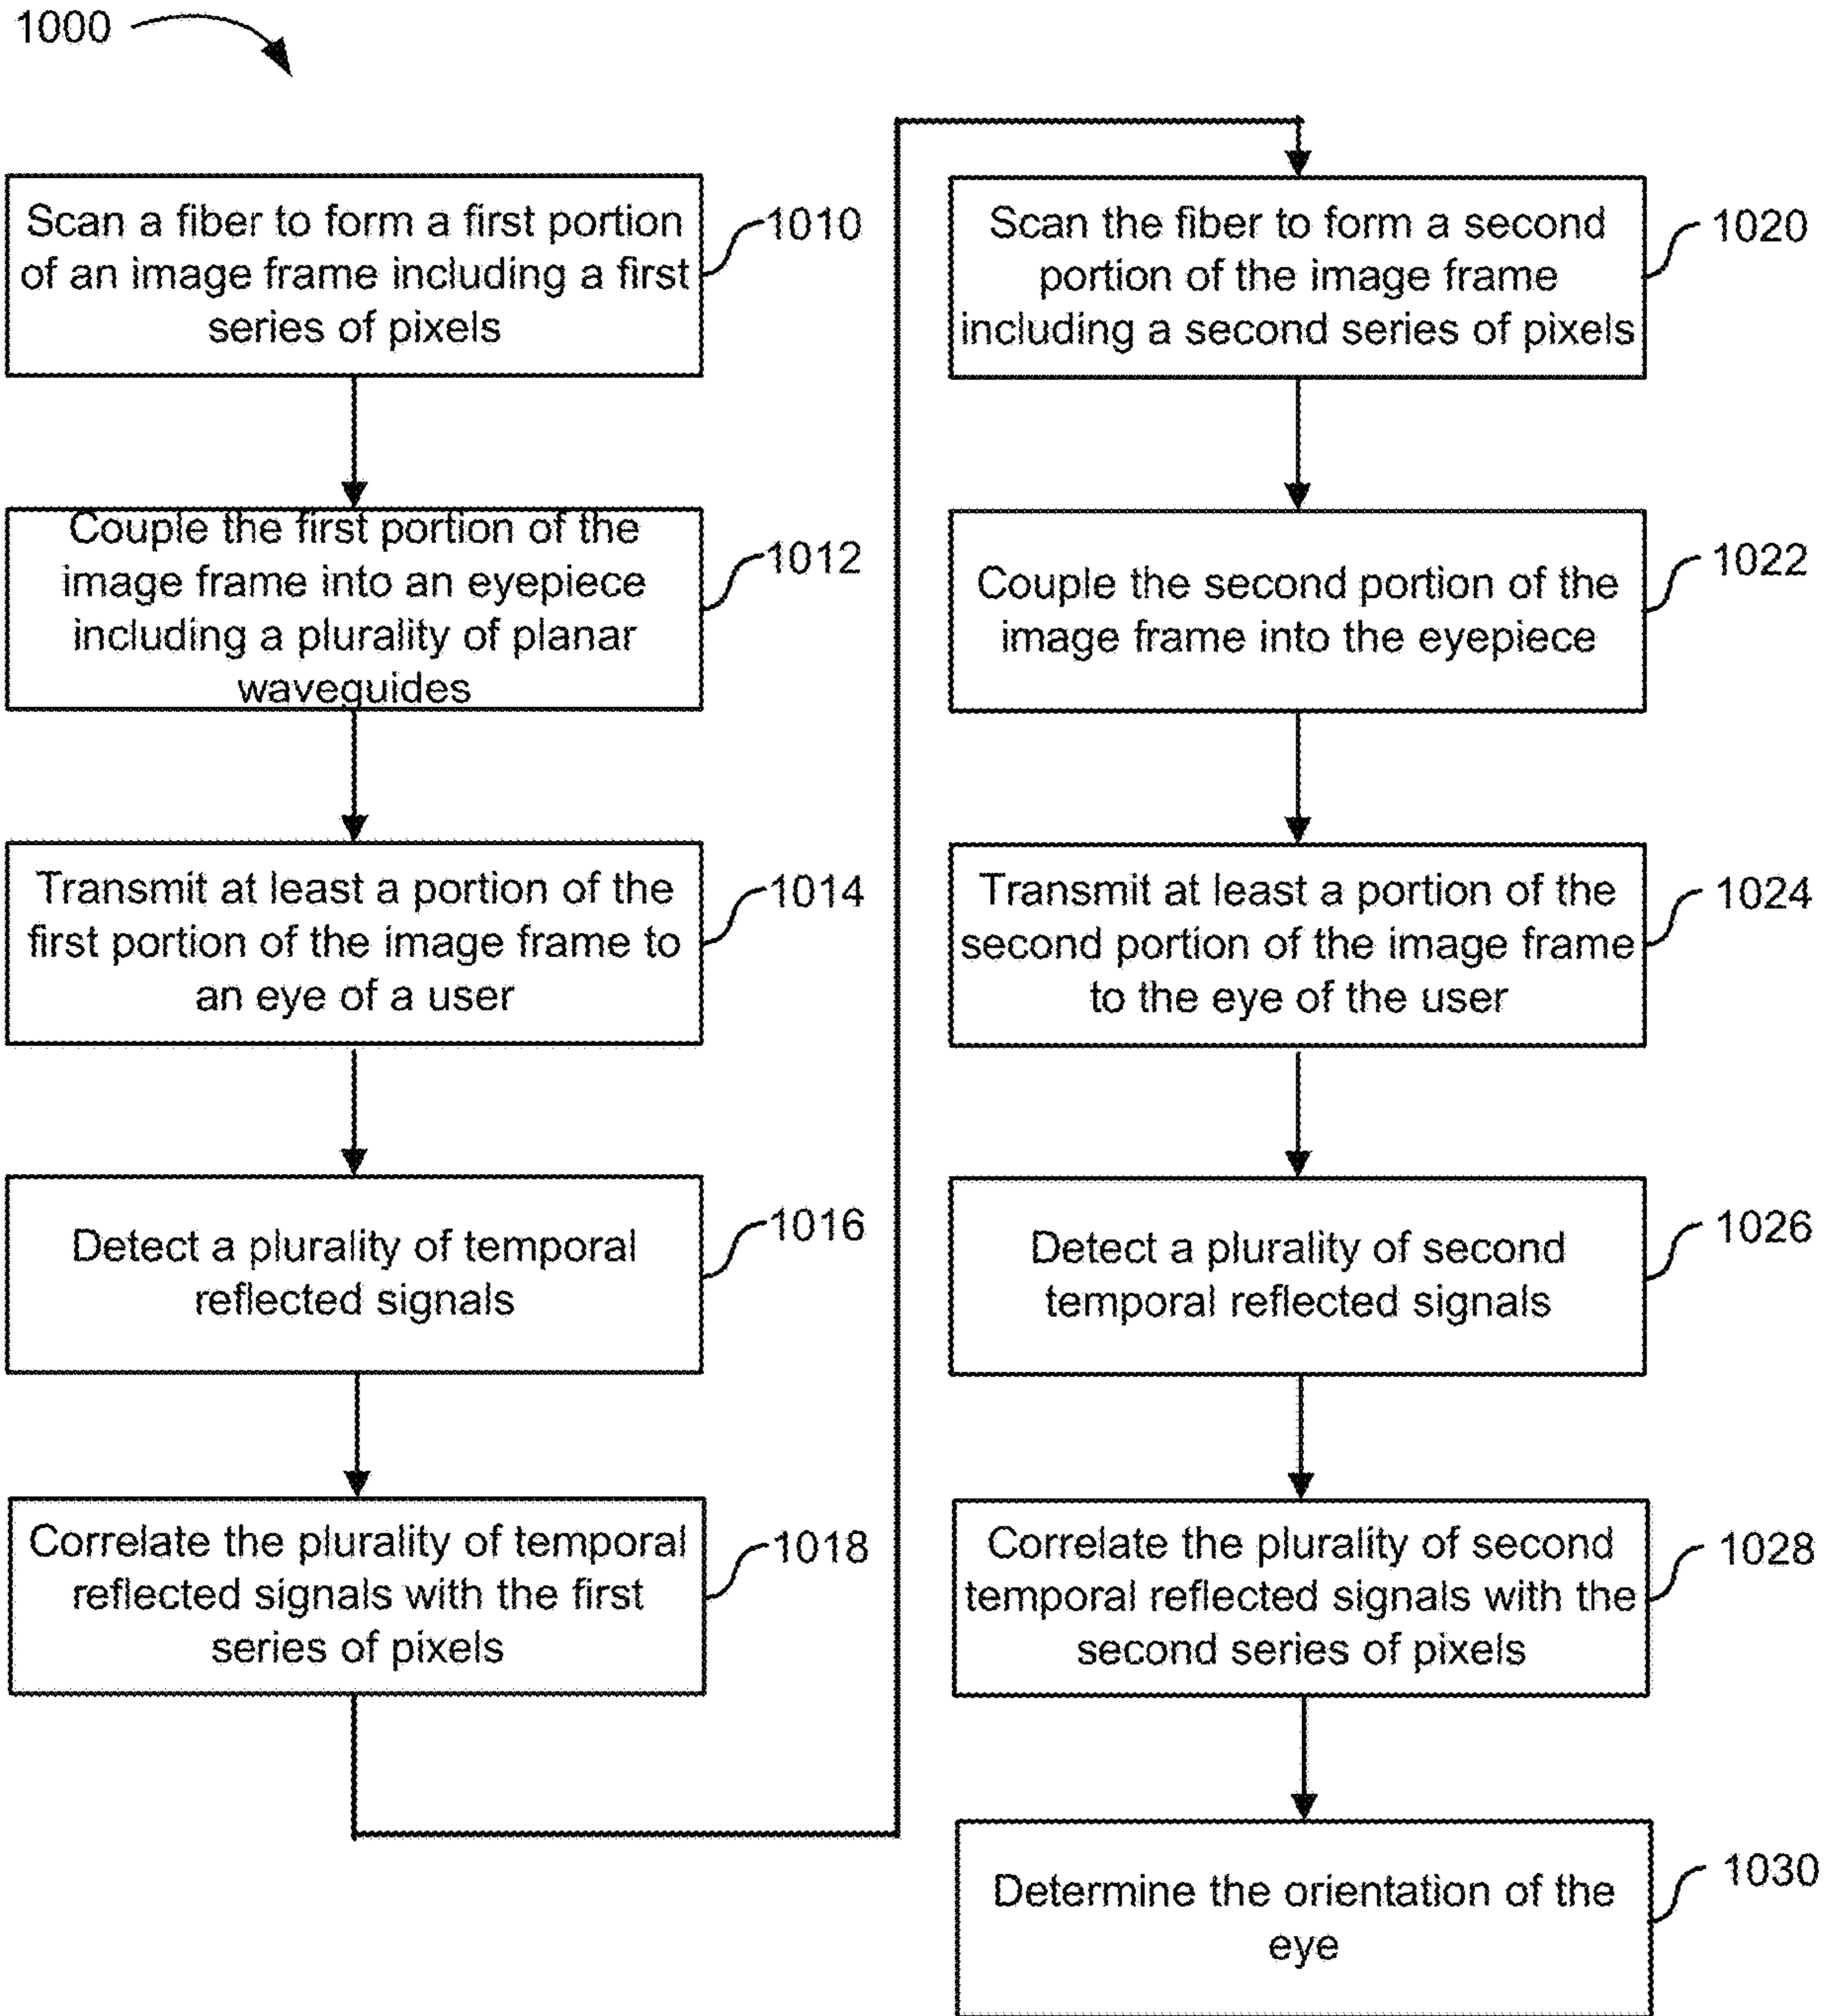 1000
Scan a fiber to form a first portion
of an image frame including a first
series of pixels
1010
Couple the first portion of the
image frame into an eyepiece
including a plurality of planar
waveguides
1012
Transmit at least a portion of the
first portion of the image frame to
an eye of a user
1014
Detect a plurality of temporal
reflected signals
1016
Correlate the plurality of temporal
reflected signals with the first
series of pixels
1018
Scan the fiber to form a second
portion of the image frame
including a second series of pixels
1020
Couple the second portion of the
image frame into the eyepiece
1022
Transmit at least a portion of the
second portion of the image frame
to the eye of the user
1024
Detect a plurality of second
temporal reflected signals
1026
Correlate the plurality of second
temporal reflected signals with the
second series of pixels
1028
Determine the orientation of the
eye
1030